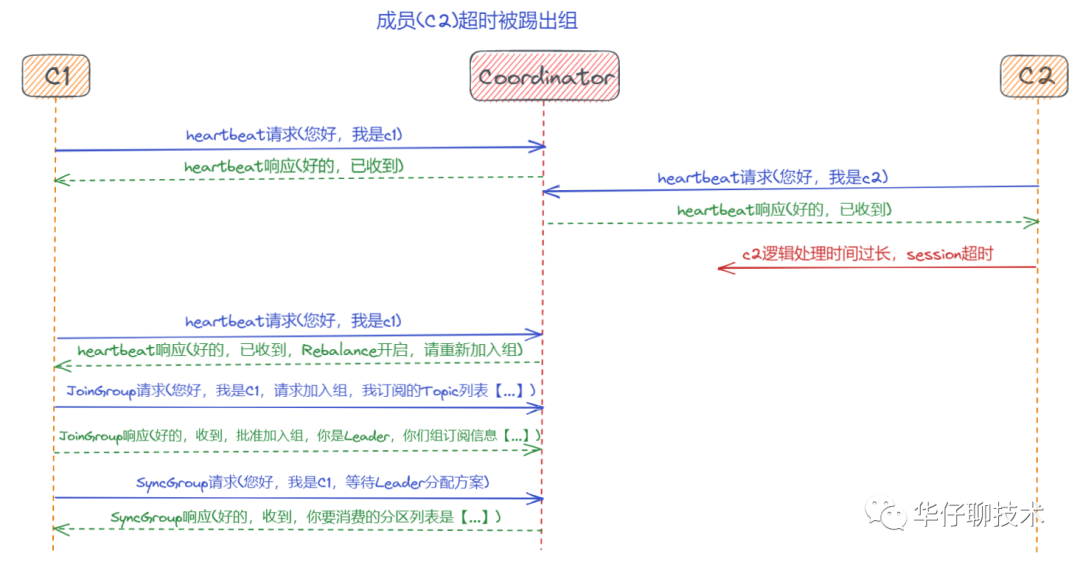 成员(C2)超时被踢出组
C1
Coordinator
C2
heartbeat请求(您好，我是c1)
heartbeat响应(好的，已收到)
heartbeat请求(您好，我是c2)
heartbeat响应(好的，已收到)
c2逻辑处理时间过长，session超时
heartbeat请求(您好，我是c1)
heartbeat响应(好的，已收到，Rebalance开启，请重新加入组)
JoinGroup请求(您好，我是C1，请求加入组，我订阅的Topic列表【...】)
JoinGroup响应(好的，收到，批准加入组，你是Leader，你们组订阅信息【...】)
SyncGroup请求(您好，我是C1，等待Leader分配方案)
SyncGroup响应(好的，收到，你要消费的分区列表是【...】)
华仔聊技术